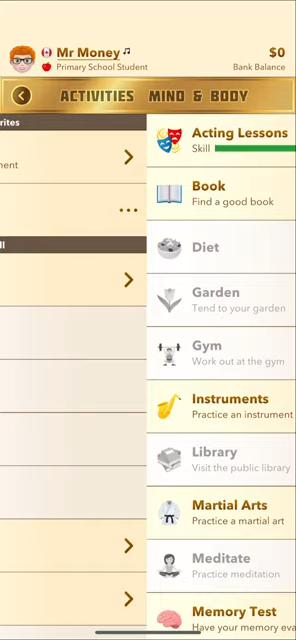 Mr Money
$0
Primary School Student
Bank Balance
ACTIVITIES MIND & BODY
rites
ment
ll
Acting Lessons
Skill
Book
Find a good book
Diet
Garden
Tend to your garden
Gym
Work out at the gym
Instruments
Practice an instrument
Library
Visit the public library
Martial Arts
Practice a martial art
Meditate
Practice meditation
Memory Test
Have your memory eva